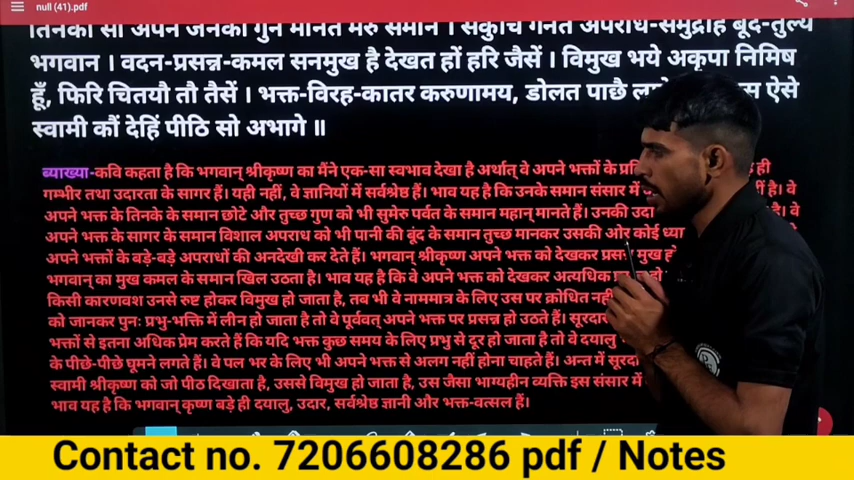 null (41).pdf
तिनका सौं अपने जनकौ गुन मानत मेरु समान । सकुचि गनत अपराध-समुद्रहिं बूंद-तुल्य
भगवान । वदन-प्रसन्न-कमल सनमुख है देखत हों हरि जैसें । विमुख भये अकृपा निमिष
हूँ, फिरि चितयौ तौ तैसें । भक्त-विरह-कातर करुणामय, डोलत पाछै ऐसे
स्वामी कौं देहिं पीठि सो अभागे ॥
व्याख्या-कवि कहता है कि भगवान् श्रीकृष्ण का मैंने एक-सा स्वभाव देखा है अर्थात् वे अपने भक्तों के ही
गम्भीर तथा उदारता के सागर हैं। यही नहीं, वे ज्ञानियों में सर्वश्रेष्ठ हैं। भाव यह है कि उनके समान संसार में है। वे
अपने भक्त के तिनके के समान छोटे और तुच्छ गुण को भी सुमेरु पर्वत के समान महान् मानते हैं। उनकी है। वे
अपने भक्त के सागर के समान विशाल अपराध को भी पानी की बूंद के समान तुच्छ मानकर उसकी ओर कोई
अपने भक्तों के बड़े-बड़े अपराधों की अनदेखी कर देते हैं। भगवान् श्रीकृष्ण अपने भक्त को देखकर मुख
भगवान् का मुख कमल के समान खिल उठता है। भाव यह है कि वे अपने भक्त को देखकर अत्यधिक
किसी कारणवश उनसे रुष्ट होकर विमुख हो जाता है, तब भी वे नाममात्र के लिए उस पर क्रोधित नहीं
को जानकर पुनः प्रभु-भक्ति में लीन हो जाता है तो वे पूर्ववत् अपने भक्त पर प्रसन्न हो उठते हैं।
भक्तों से इतना अधिक प्रेम करते हैं कि यदि भक्त कुछ समय के लिए प्रभु से दूर हो जाता है तो वे दयालु
के पीछे-पीछे घूमने लगते हैं। वे पल भर के लिए भी अपने भक्त से अलग नहीं होना चाहते हैं। अन्त में
स्वामी श्रीकृष्ण को जो पीठ दिखाता है, उससे विमुख हो जाता है, उस जैसा भाग्यहीन व्यक्ति इस संसार में
भाव यह है कि भगवान् कृष्ण बड़े ही दयालु, उदार, सर्वश्रेष्ठ ज्ञानी और भक्त-वत्सल हैं।
Contact no. 7206608286 pdf / Notes